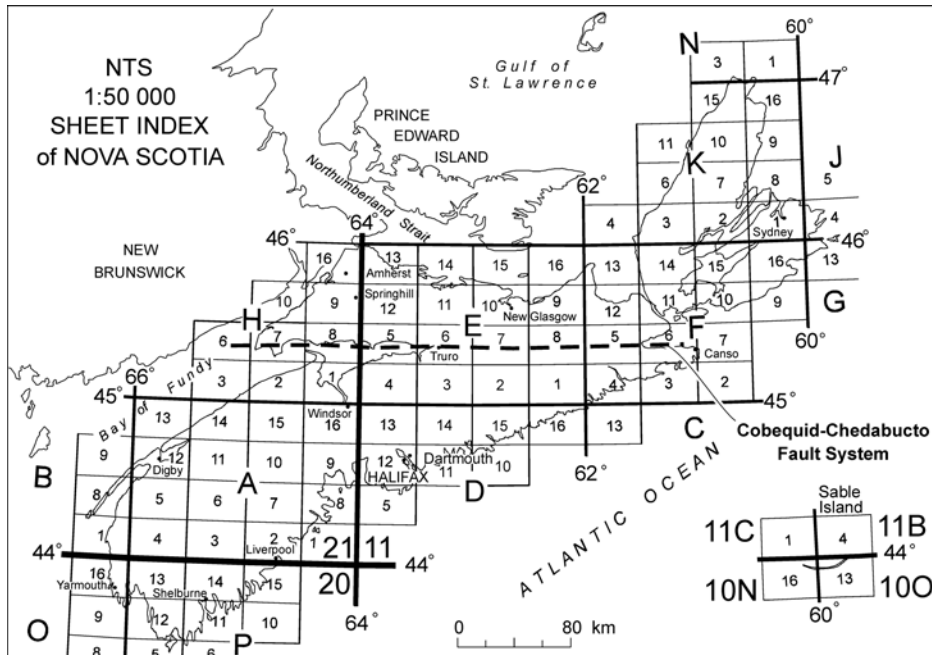 NTS
1:50 000
SHEET INDEX
of NOVA SCOTIA
Gulf of
St. Lawrence
PRINCE
EDWARD
ISLAND
Northumberland Strait
NEW
BRUNSWICK
N 60°
3 1 47°
15 16
11 10 9
K J
6 7 8 5
62°
4 3 2 1 4
Sydney
64°
46° 16 13 14 15 16 13 14 15 16 13 46°
Amherst
10 9 12 11 10 9 12 11 10 9 G
Springhill
New Glasgow
H E F
6 7 8 5 6 7 8 5 6 7 60°
Truro
Canso
66°
3 2 1 4 3 2 1 4 3 2
45° 45°
Bay of Fundy
Windsor
13 14 15 16 13 14 15 16 13 C
Cobequid-Chedabucto
Fault System
B 9 12 11 10 9 12 11 10 62°
Digby
Dartmouth
HALIFAX
A D
8 5 6 7 8 5
ATLANTIC OCEAN
1 4 3 2 1 21 11
Liverpool
44° 44°
20
16 13 14 15
Yarmouth
Shelburne
9 12 11 10 64°
O P
8 5 6
0 80 km
Sable
Island
11C 1 4 11B
44°
10N 16 13 10O
60°